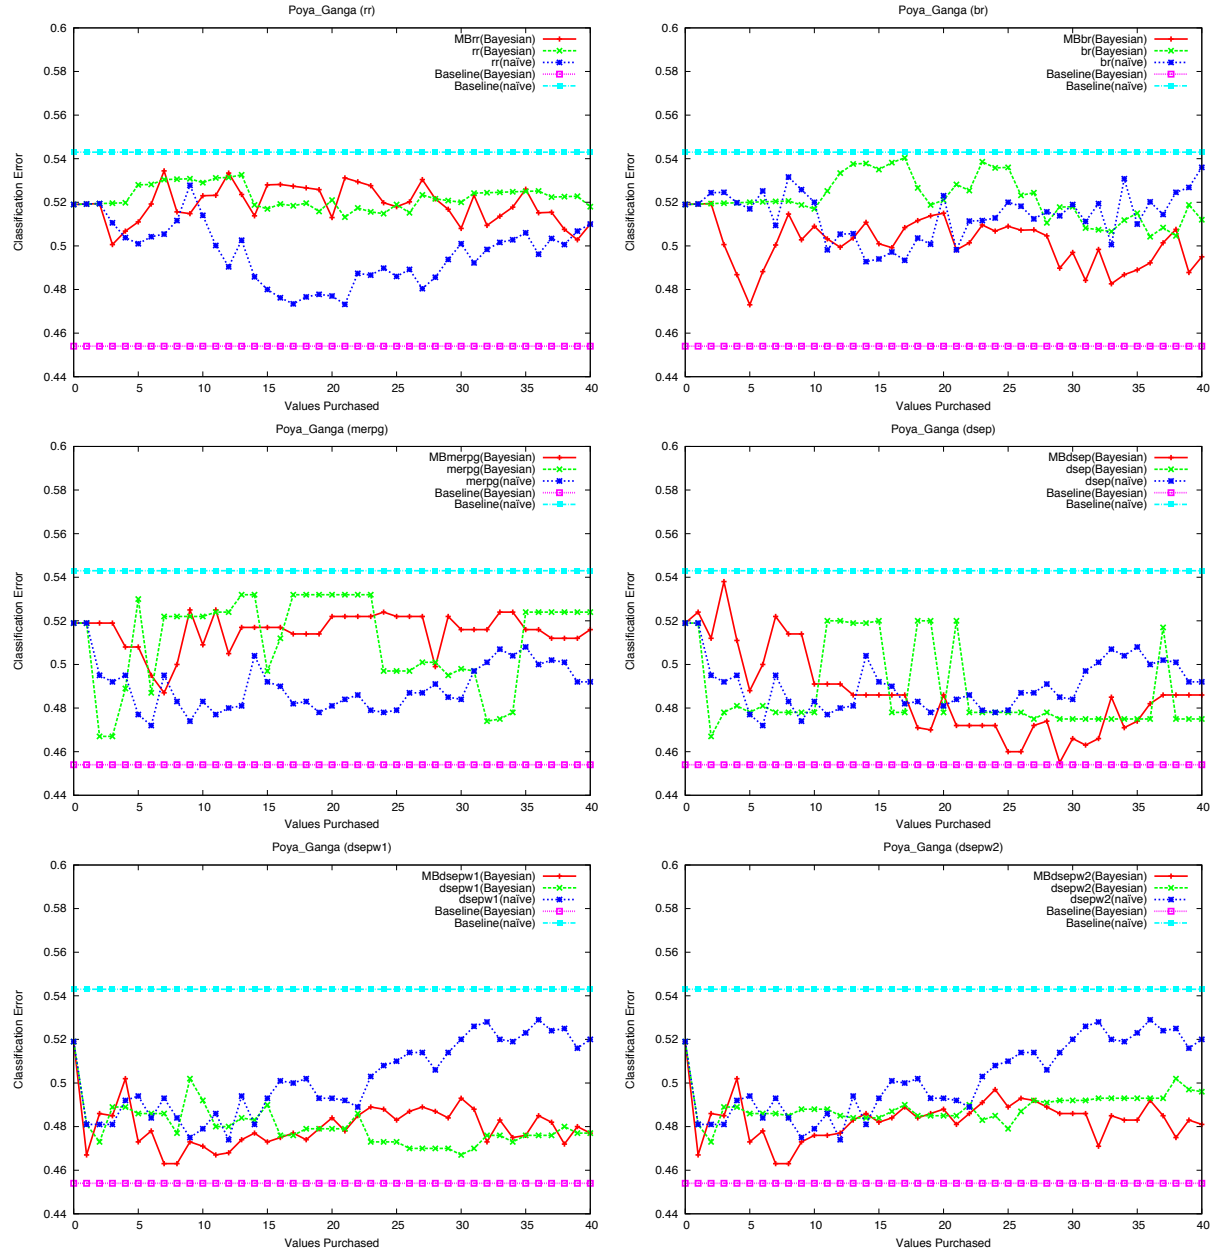 Poya_Ganga (rr)
MBrr(Bayesian)
rr(Bayesian)
rr(naïve)
Baseline(Bayesian)
Baseline(naïve)
0.6
0.58
0.56
0.54
0.52
0.5
0.48
0.46
0.44
Classification Error
0 5 10 15 20 25 30 35 40
Values Purchased
Poya_Ganga (br)
MBbr(Bayesian)
br(Bayesian)
br(naïve)
Baseline(Bayesian)
Baseline(naïve)
0.6
0.58
0.56
0.54
0.52
0.5
0.48
0.46
0.44
Classification Error
0 5 10 15 20 25 30 35 40
Values Purchased
Poya_Ganga (merpg)
MBmerpg(Bayesian)
merpg(Bayesian)
merpg(naïve)
Baseline(Bayesian)
Baseline(naïve)
0.6
0.58
0.56
0.54
0.52
0.5
0.48
0.46
0.44
Classification Error
0 5 10 15 20 25 30 35 40
Values Purchased
Poya_Ganga (dsep)
MBdsep(Bayesian)
dsep(Bayesian)
dsep(naïve)
Baseline(Bayesian)
Baseline(naïve)
0.6
0.58
0.56
0.54
0.52
0.5
0.48
0.46
0.44
Classification Error
0 5 10 15 20 25 30 35 40
Values Purchased
Poya_Ganga (dsepw1)
MBdsepw1(Bayesian)
dsepw1(Bayesian)
dsepw1(naïve)
Baseline(Bayesian)
Baseline(naïve)
0.6
0.58
0.56
0.54
0.52
0.5
0.48
0.46
0.44
Classification Error
0 5 10 15 20 25 30 35 40
Values Purchased
Poya_Ganga (dsepw2)
MBdsepw2(Bayesian)
dsepw2(Bayesian)
dsepw2(naïve)
Baseline(Bayesian)
Baseline(naïve)
0.6
0.58
0.56
0.54
0.52
0.5
0.48
0.46
0.44
Classification Error
0 5 10 15 20 25 30 35 40
Values Purchased